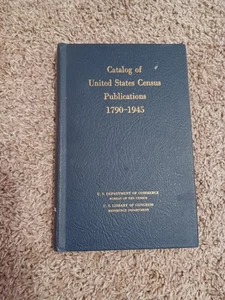 Catalog of
United States Census
Publications
1790-1945
U. S. DEPARTMENT OF COMMERCE
BUREAU OF THE CENSUS
U. S. LIBRARY OF CONGRESS
REFERENCE DEPARTMENT